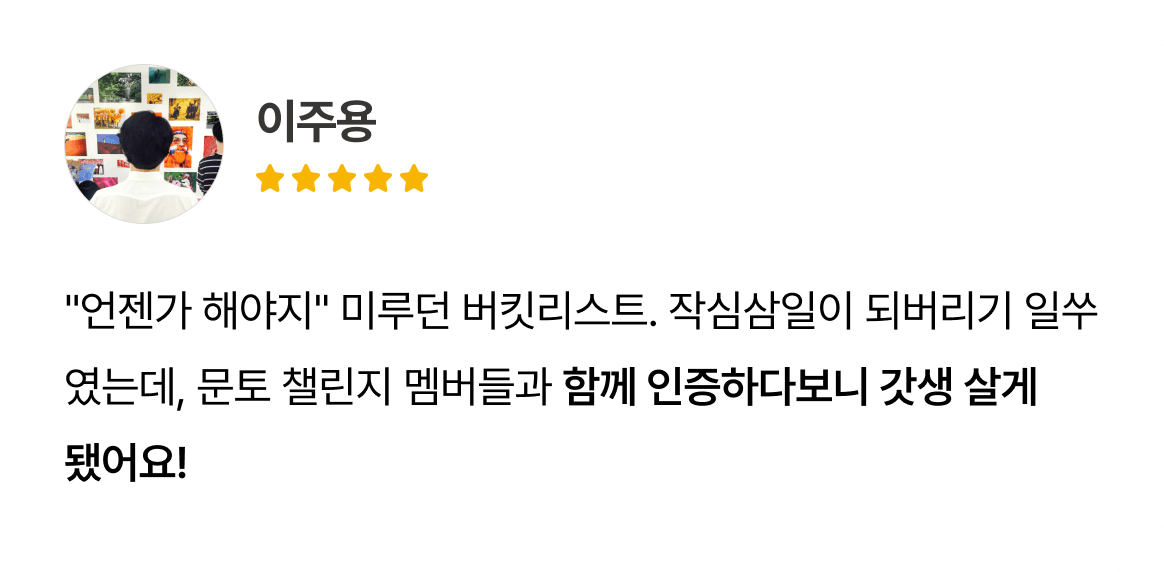 이주용
"언젠가 해야지" 미루던 버킷리스트. 작심삼일이 되버리기 일쑤
였는데, 문토 챌린지 멤버들과 함께 인증하다보니 갓생 살게
됐어요!